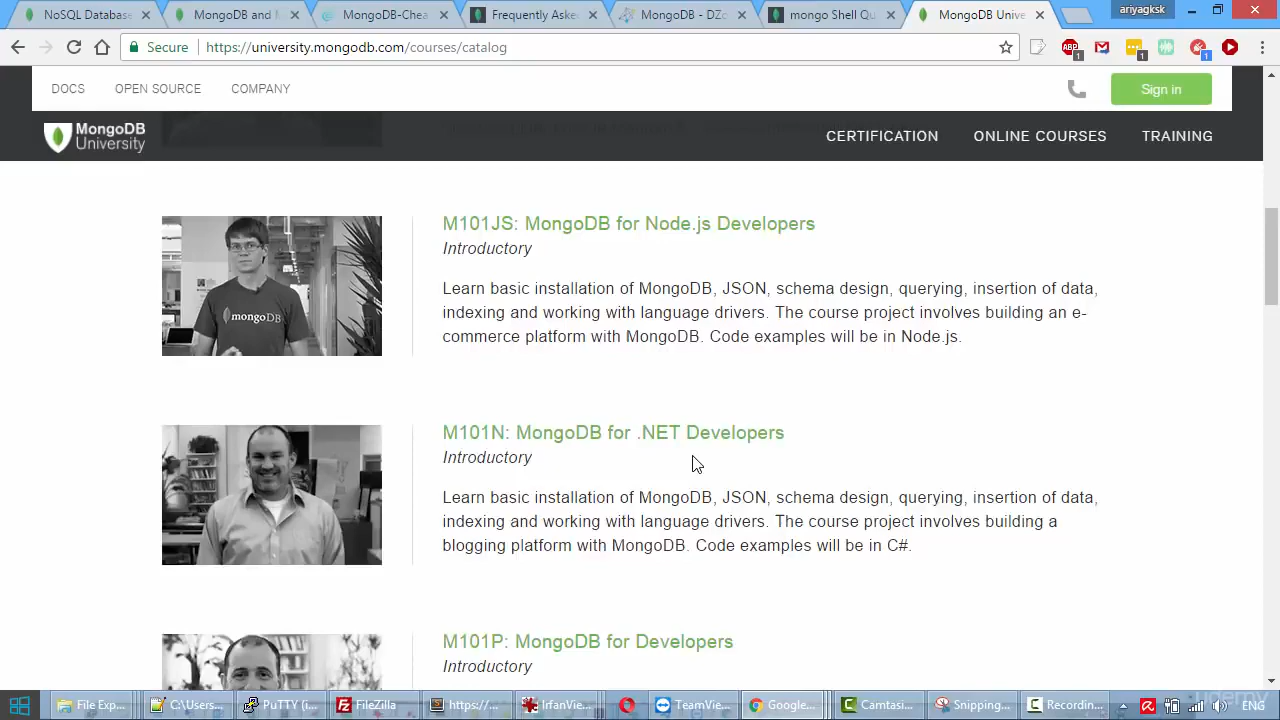 NoSQL Database
MongoDB and M
MongoDB-Chea
Frequently Aske
MongoDB - DZo
mongo Shell Qu
MongoDB Unive
ariyagksk
Secure
https://university.mongodb.com/courses/catalog
ABP
1
1
1
DOCS
OPEN SOURCE
COMPANY
Sign in
MongoDB
University
CERTIFICATION
ONLINE COURSES
TRAINING
mongoDB
M101JS: MongoDB for Node.js Developers
Introductory
Learn basic installation of MongoDB, JSON, schema design, querying, insertion of data,
indexing and working with language drivers. The course project involves building an e-
commerce platform with MongoDB. Code examples will be in Node.js.
M101N: MongoDB for .NET Developers
Introductory
Learn basic installation of MongoDB, JSON, schema design, querying, insertion of data,
indexing and working with language drivers. The course project involves building a
blogging platform with MongoDB. Code examples will be in C#.
M101P: MongoDB for Developers
Introductory
File Exp...
C:\Users...
PuTTY (i...
FileZilla
https://...
IrfanVie...
TeamVie...
Google...
Camtasi...
Snipping...
Recordin...
ENG
udemy